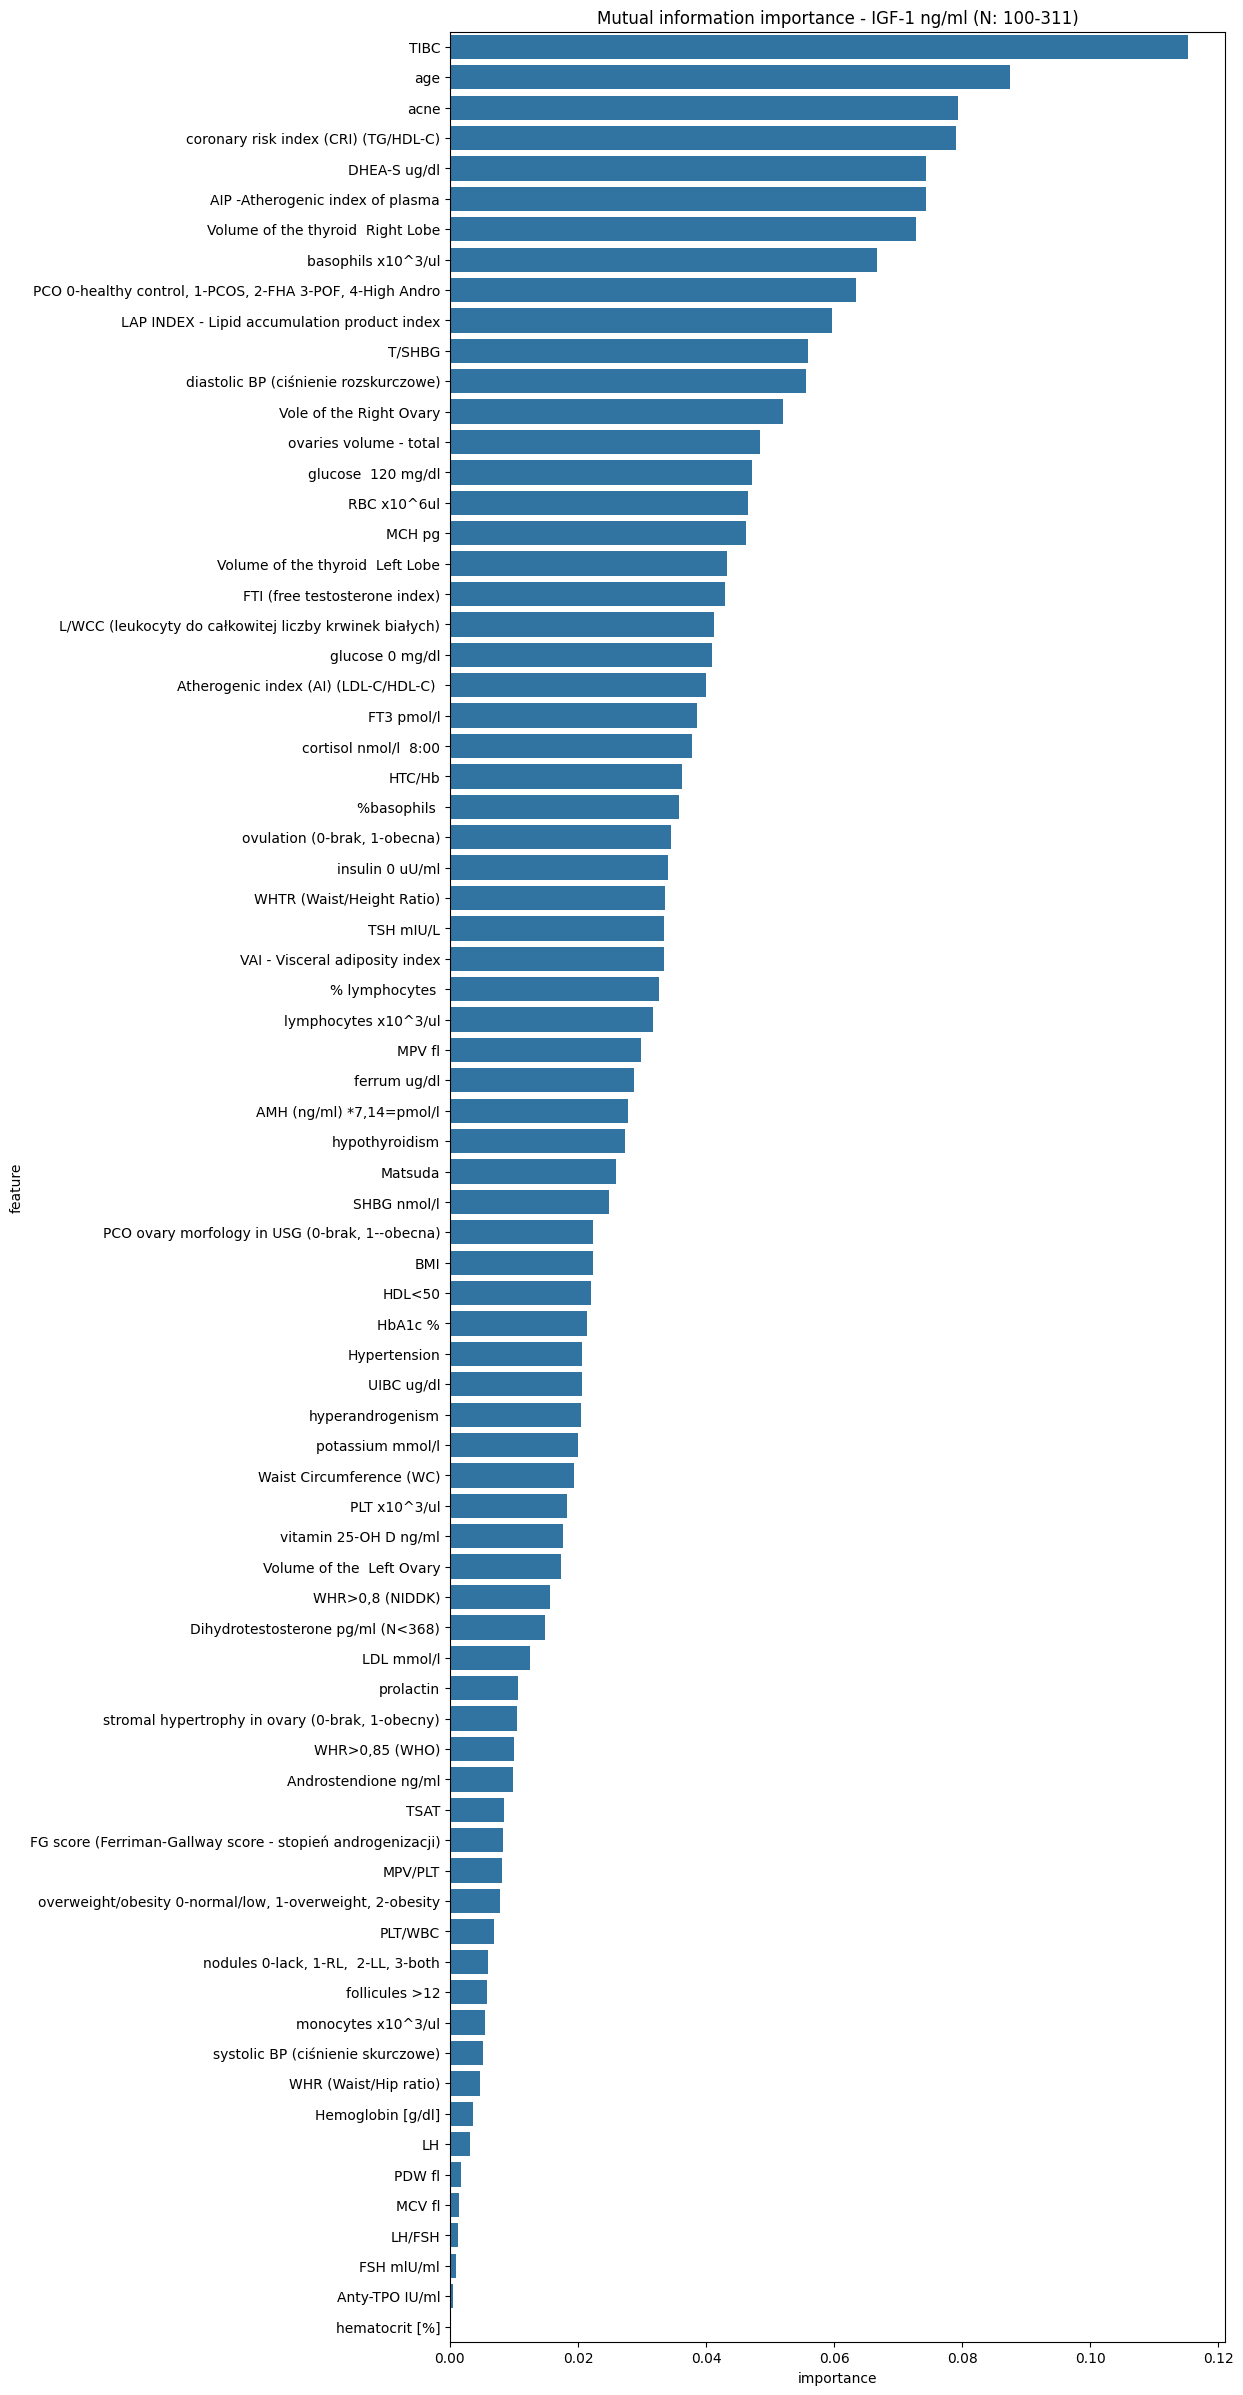 Mutual information importance - IGF-1 ng/ml (N: 100-311)
TIBC
age
acne
coronary risk index (CRI) (TG/HDL-C)
DHEA-S ug/dl
AIP -Atherogenic index of plasma
Volume of the thyroid  Right Lobe
basophils x10^3/ul
PCO 0-healthy control, 1-PCOS, 2-FHA 3-POF, 4-High Andro
LAP INDEX - Lipid accumulation product index
T/SHBG
diastolic BP (ciśnienie rozskurczowe)
Vole of the Right Ovary
ovaries volume - total
glucose  120 mg/dl
RBC x10^6ul
MCH pg
Volume of the thyroid  Left Lobe
FTI (free testosterone index)
L/WCC (leukocyty do całkowitej liczby krwinek białych)
glucose 0 mg/dl
Atherogenic index (AI) (LDL-C/HDL-C)
FT3 pmol/l
cortisol nmol/l  8:00
HTC/Hb
%basophils
ovulation (0-brak, 1-obecna)
insulin 0 uU/ml
WHTR (Waist/Height Ratio)
TSH mIU/L
VAI - Visceral adiposity index
% lymphocytes
lymphocytes x10^3/ul
MPV fl
ferrum ug/dl
AMH (ng/ml) *7,14=pmol/l
hypothyroidism
Matsuda
SHBG nmol/l
PCO ovary morfology in USG (0-brak, 1--obecna)
BMI
HDL<50
HbA1c %
Hypertension
UIBC ug/dl
hyperandrogenism
potassium mmol/l
Waist Circumference (WC)
PLT x10^3/ul
vitamin 25-OH D ng/ml
Volume of the  Left Ovary
WHR>0,8 (NIDDK)
Dihydrotestosterone pg/ml (N<368)
LDL mmol/l
prolactin
stromal hypertrophy in ovary (0-brak, 1-obecny)
WHR>0,85 (WHO)
Androstendione ng/ml
TSAT
FG score (Ferriman-Gallway score - stopień androgenizacji)
MPV/PLT
overweight/obesity 0-normal/low, 1-overweight, 2-obesity
PLT/WBC
nodules 0-lack, 1-RL,  2-LL, 3-both
follicules >12
monocytes x10^3/ul
systolic BP (ciśnienie skurczowe)
WHR (Waist/Hip ratio)
Hemoglobin [g/dl]
LH
PDW fl
MCV fl
LH/FSH
FSH mlU/ml
Anty-TPO IU/ml
hematocrit [%]
feature
0.00 0.02 0.04 0.06 0.08 0.10 0.12
importance